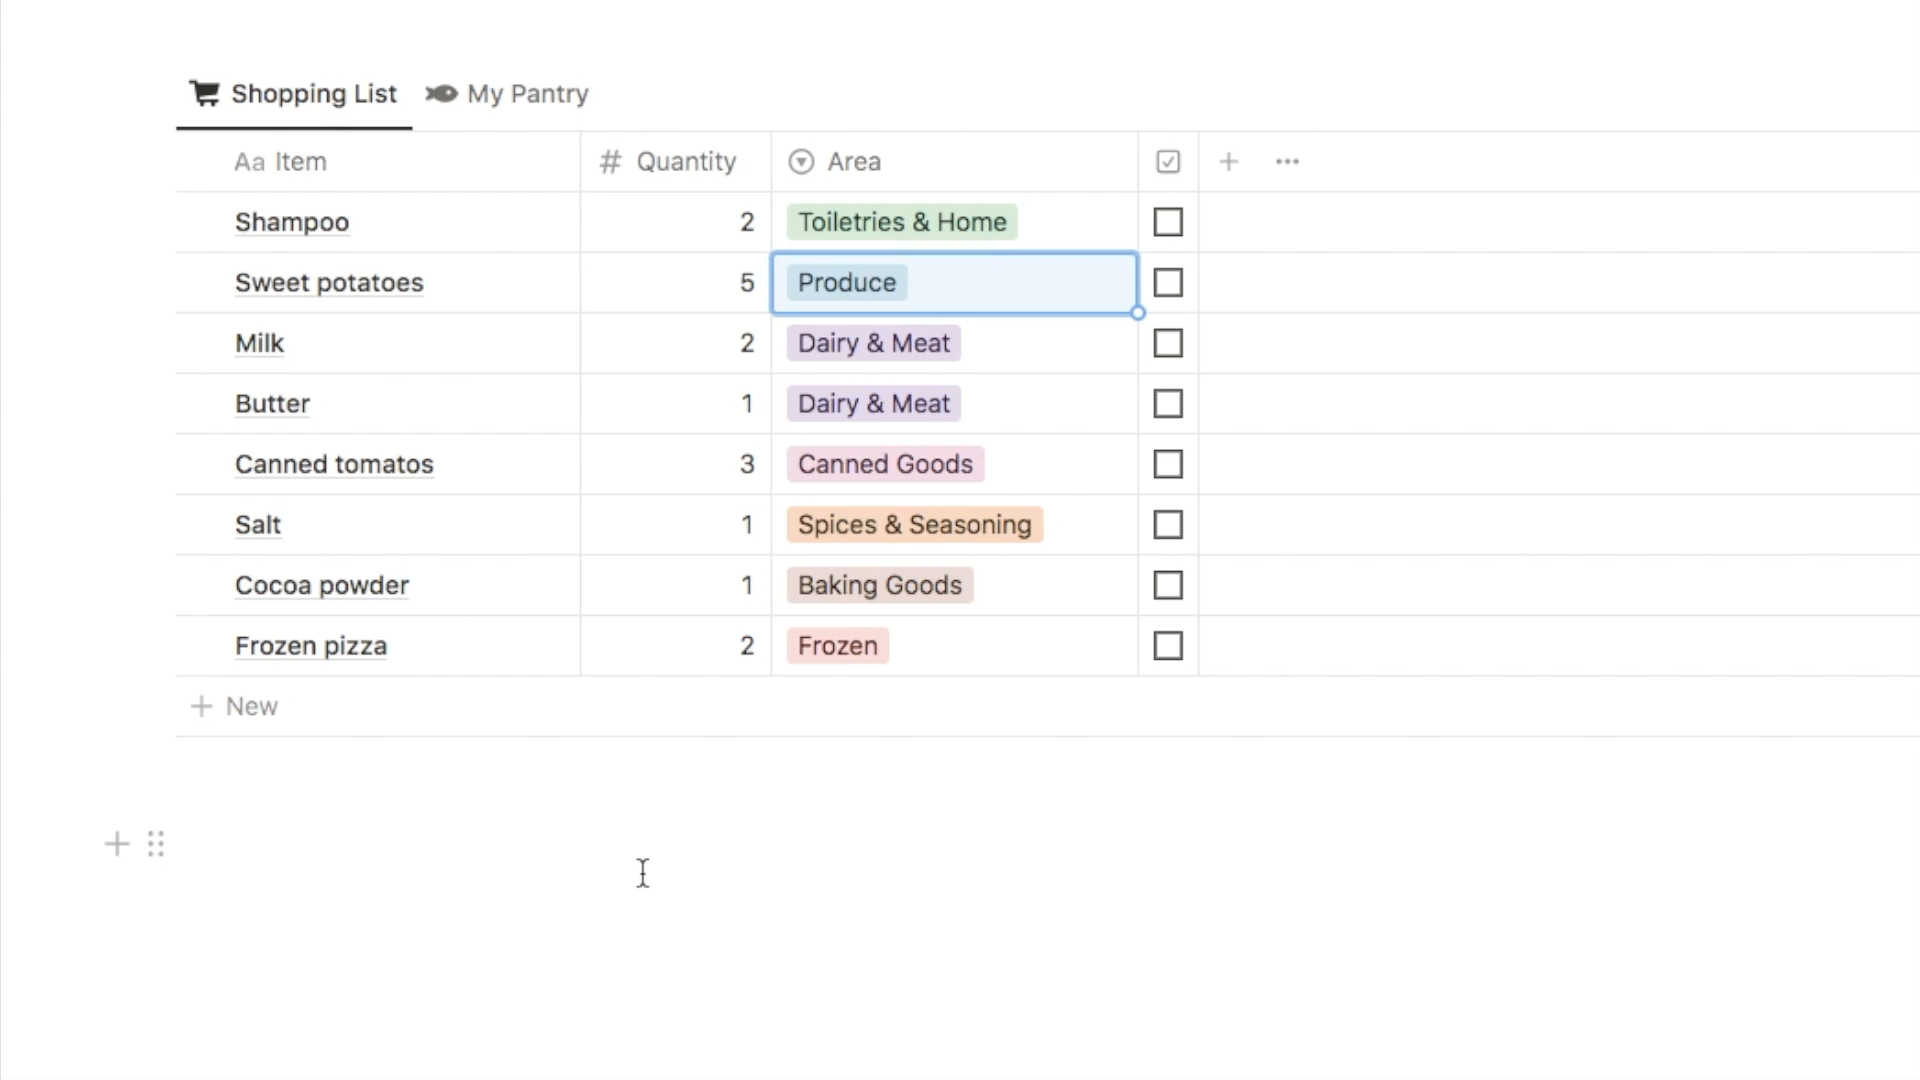 Shopping List My Pantry
Aa Item # Quantity Area
Shampoo 2 Toiletries & Home
Sweet potatoes 5 Produce
Milk 2 Dairy & Meat
Butter 1 Dairy & Meat
Canned tomatos 3 Canned Goods
Salt 1 Spices & Seasoning
Cocoa powder 1 Baking Goods
Frozen pizza 2 Frozen
+ New